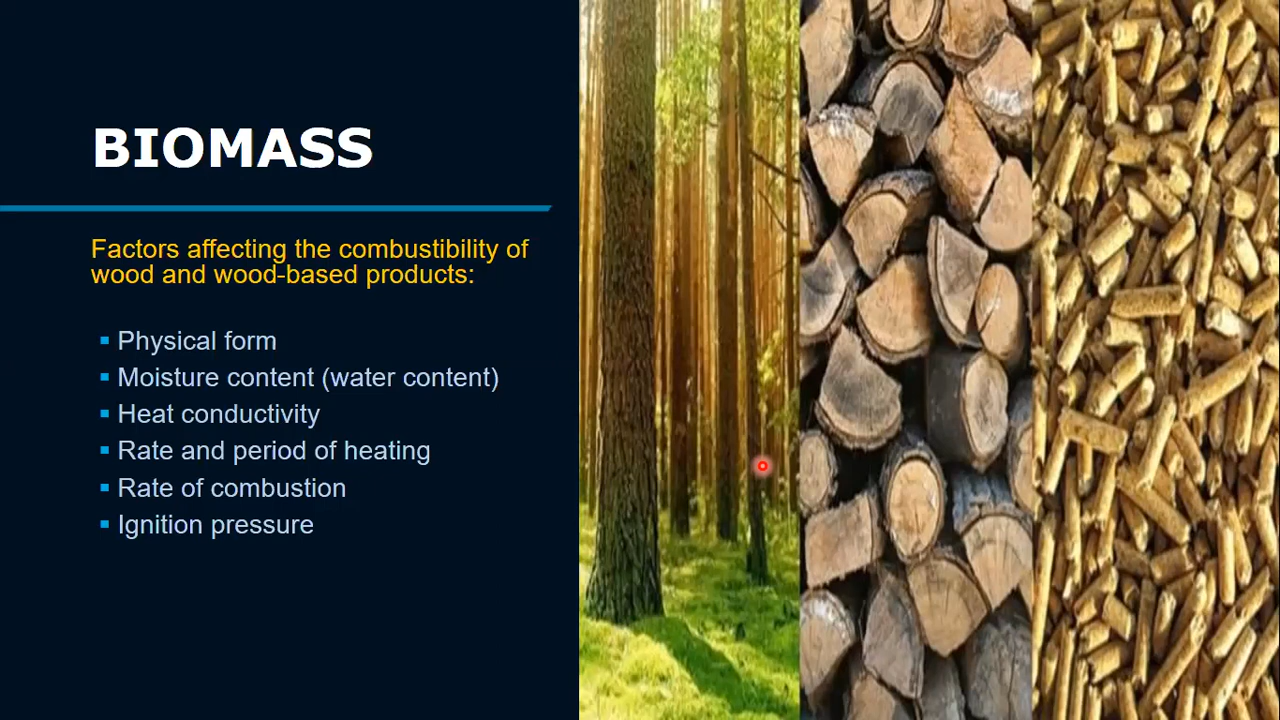 BIOMASS
Factors affecting the combustibility of
wood and wood-based products:
▪ Physical form
▪ Moisture content (water content)
▪ Heat conductivity
▪ Rate and period of heating
▪ Rate of combustion
▪ Ignition pressure